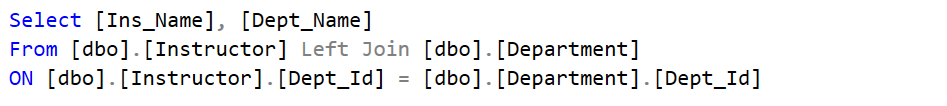 Select [Ins_Name], [Dept_Name]
From [dbo].[Instructor] Left Join [dbo].[Department]
ON [dbo].[Instructor].[Dept_Id] = [dbo].[Department].[Dept_Id]